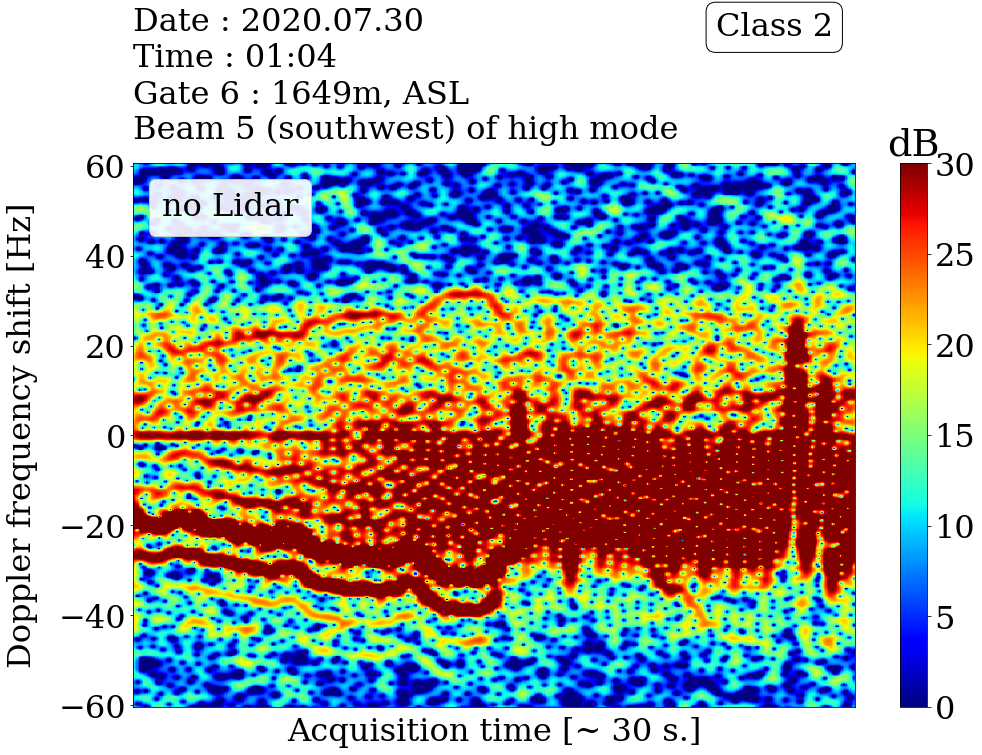 Date : 2020.07.30
Class 2
Time : 01:04
Gate 6 : 1649m, ASL
Beam 5 (southwest) of high mode
dB
no Lidar
Doppler frequency shift [Hz]
60
40
20
0
−20
−40
−60
30
25
20
15
10
5
0
Acquisition time [~ 30 s.]